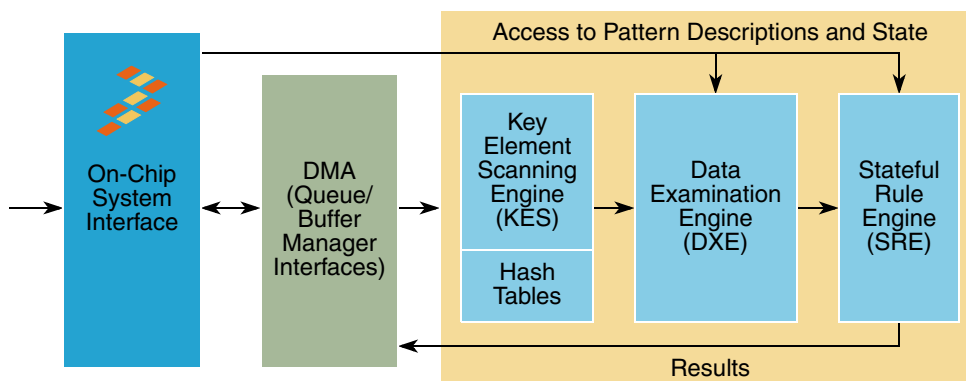 Access to Pattern Descriptions and State
On-Chip
System
Interface
DMA
(Queue/
Buffer
Manager
Interfaces)
Key
Element
Scanning
Engine
(KES)
Hash
Tables
Data
Examination
Engine
(DXE)
Stateful
Rule
Engine
(SRE)
Results